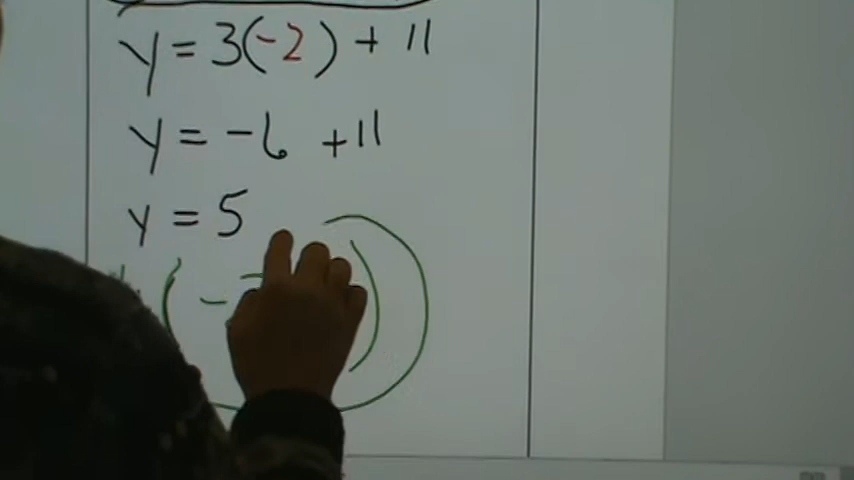 y = 3(-2) + 11
y = -6 + 11
y = 5